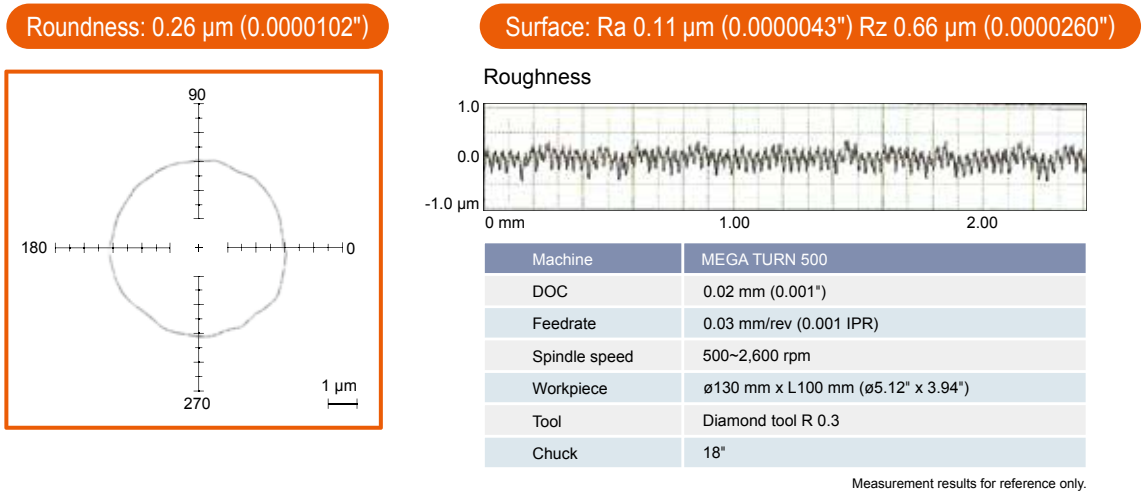 Roundness: 0.26 µm (0.0000102")
Surface: Ra 0.11 µm (0.0000043") Rz 0.66 µm (0.0000260")
90
180
0
270
1 µm
Roughness
1.0
0.0
-1.0 µm
0 mm 1.00 2.00
Machine MEGA TURN 500
DOC 0.02 mm (0.001")
Feedrate 0.03 mm/rev (0.001 IPR)
Spindle speed 500~2,600 rpm
Workpiece ø130 mm x L100 mm (ø5.12" x 3.94")
Tool Diamond tool R 0.3
Chuck 18"
Measurement results for reference only.